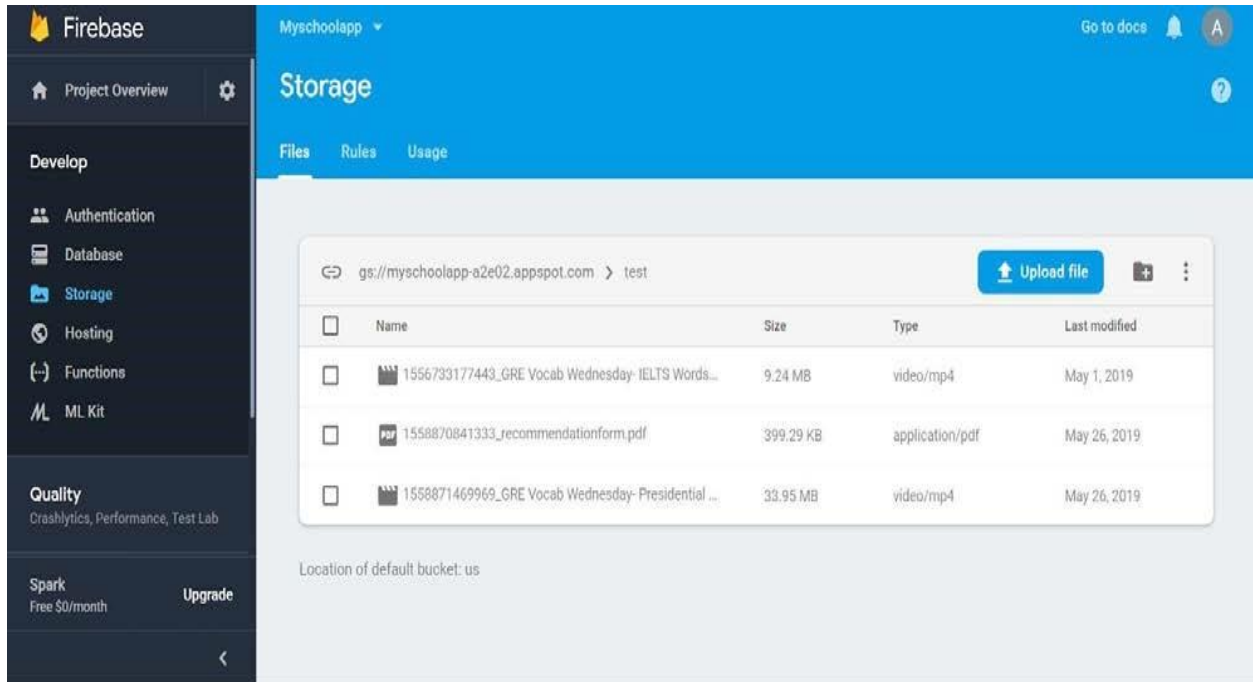 Firebase
Project Overview
Develop
Authentication
Database
Storage
Hosting
Functions
ML Kit
Quality
Crashlytics, Performance, Test Lab
Spark
Free $0/month
Upgrade
Myschoolapp
Go to docs
A
Storage
Files Rules Usage
gs://myschoolapp-a2e02.appspot.com > test
Upload file
Name Size Type Last modified
1556733177443_GRE Vocab Wednesday- IELTS Words... 9.24 MB video/mp4 May 1, 2019
PDF 1558870841333_recommendationform.pdf 399.29 KB application/pdf May 26, 2019
1558871469969_GRE Vocab Wednesday- Presidential ... 33.95 MB video/mp4 May 26, 2019
Location of default bucket: us